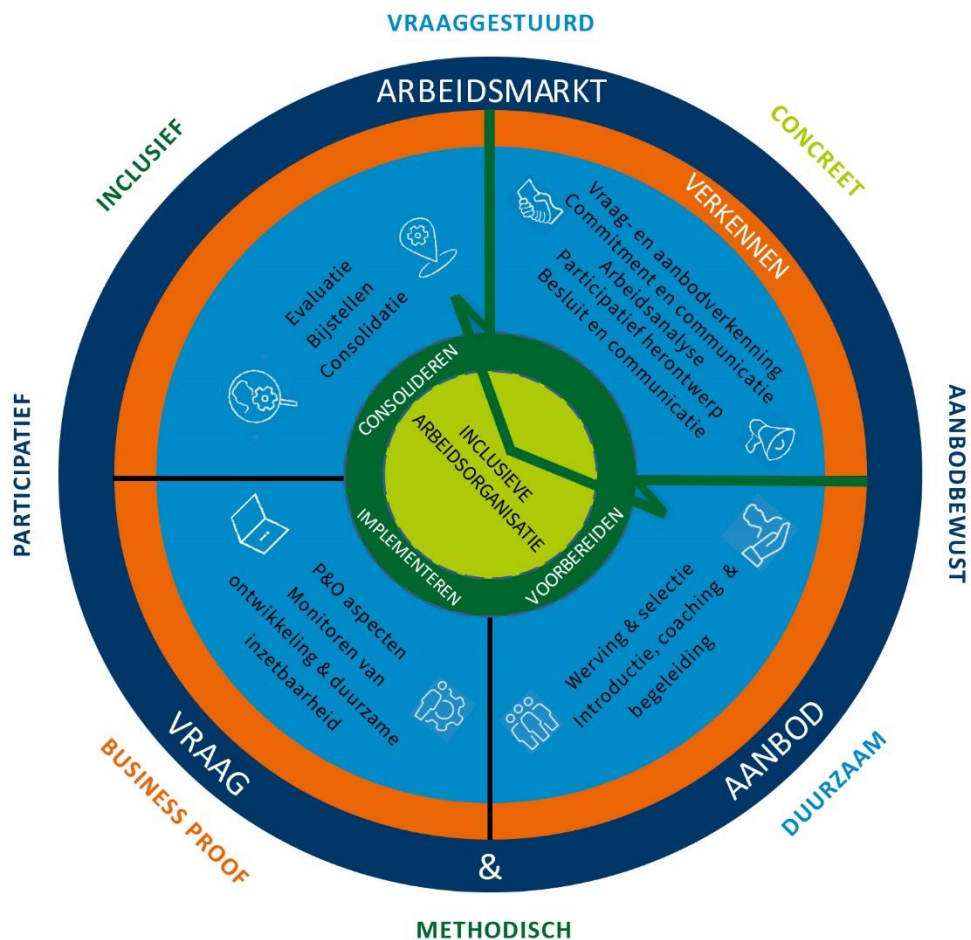 VRAAGGESTUURD
CONCREET
AANBODBEWUST
DUURZAAM
METHODISCH
BUSINESS PROOF
PARTICIPATIEF
INCLUSIEF
ARBEIDSMARKT
VRAAG
&
AANBOD
VERKENNEN
Vraag- en aanbodverkenning
Commitment en communicatie
Arbeidsanalyse
Participatief herontwerp
Besluit en communicatie
VOORBEREIDEN
Werving & selectie
Introductie, coaching &
begeleiding
IMPLEMENTEREN
P&O aspecten
Monitoren van
ontwikkeling & duurzame
inzetbaarheid
CONSOLIDEREN
Evaluatie
Bijstellen
Consolidatie
INCLUSIEVE
ARBEIDSORGANISATIE